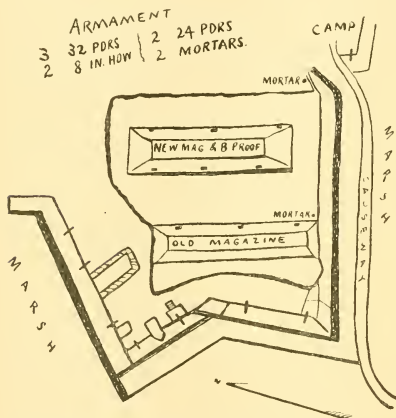 ARMAMENT
3 32 PDRS 2 24 PDRS
2 8 IN. HOW 2 MORTARS.
CAMP
MORTAR
NEW MAG & B PROOF
MARSH
CAUSEWAY
MORTAR
OLD MAGAZINE
MARSH